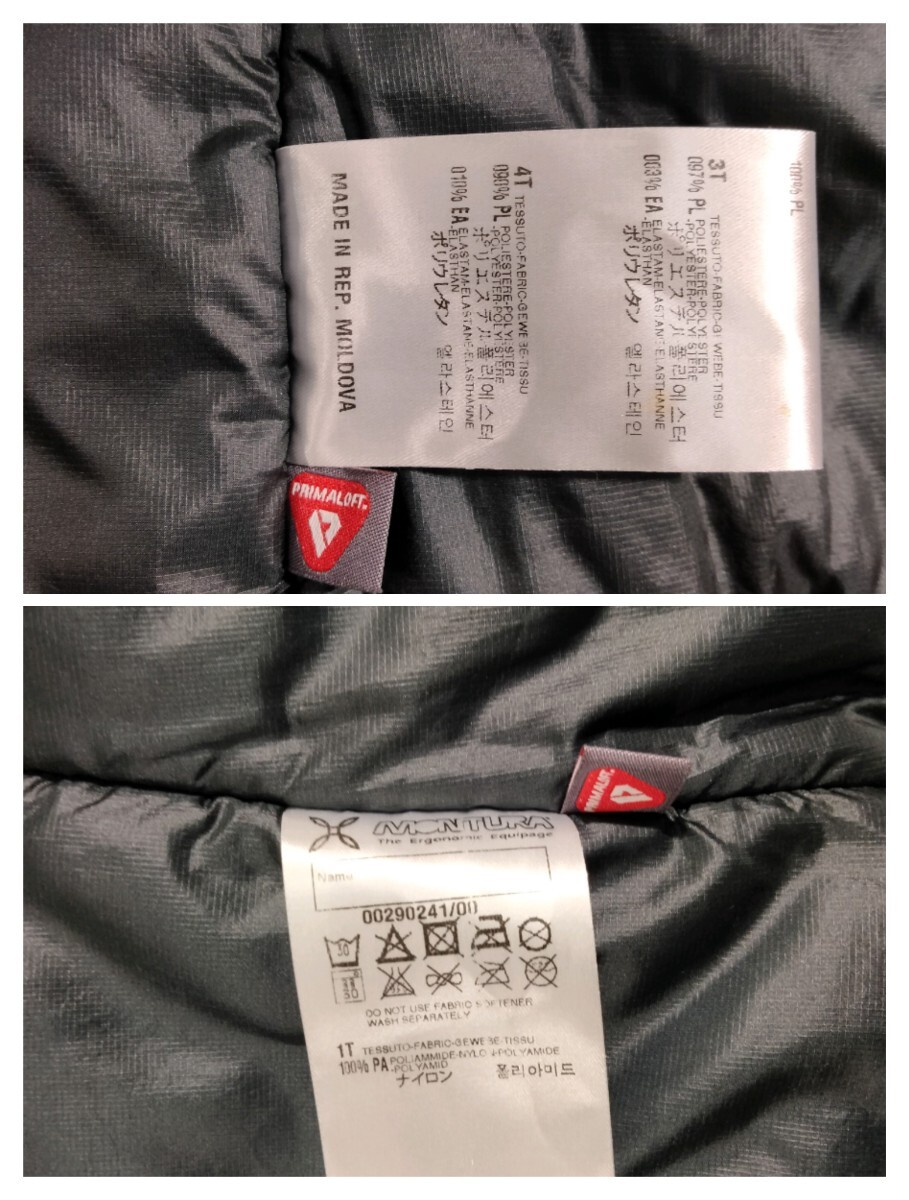 100% PL
3T TESSUTO-FABRIC-GEWEBE-TISSU
097% PL POLIESTERE-POLYESTER
-POLYESTER-POLYESTERE
ポリエステル 폴리에스터
003% EA ELASTAM-ELASTANE-ELASTHANNE
-ELASTHAN
ポリウレタン 엘라스테인
4T TESSUTO-FABRIC-GEWEBE-TISSU
090% PL POLIESTERE-POLYESTER
-POLYESTER-POLYESTERE
ポリエステル 폴리에스터
010% EA ELASTAM-ELASTANE-ELASTHANNE
-ELASTHAN
ポリウレタン 엘라스테인
MADE IN REP. MOLDOVA
PRIMALOFT.
PRIMALOFT.
MONTURA
The Ergonomic Equipage
Name
00290241/00
30
DO NOT USE FABRIC SOFTENER
WASH SEPARATELY
1T TESSUTO-FABRIC-GEWEBE-TISSU
100% PA POLIAMMIDE-NYLON-POLYAMIDE
-POLYAMID
ナイロン 폴리아미드